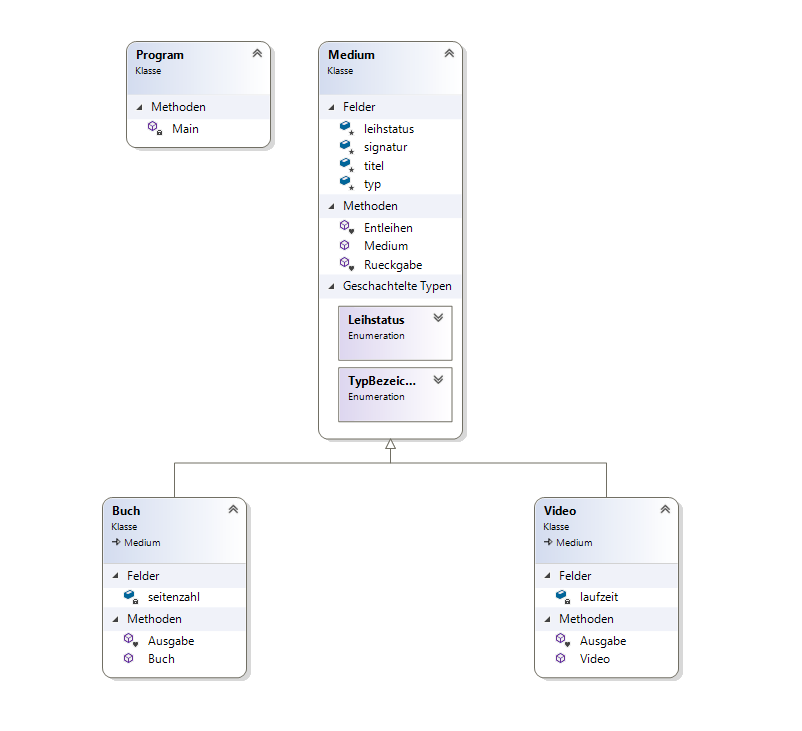 Program
Klasse
Methoden
Main
Medium
Klasse
Felder
leihstatus
signatur
titel
typ
Methoden
Entleihen
Medium
Rueckgabe
Geschachtelte Typen
Leihstatus
Enumeration
TypBezeic...
Enumeration
Buch
Klasse
Medium
Felder
seitenzahl
Methoden
Ausgabe
Buch
Video
Klasse
Medium
Felder
laufzeit
Methoden
Ausgabe
Video